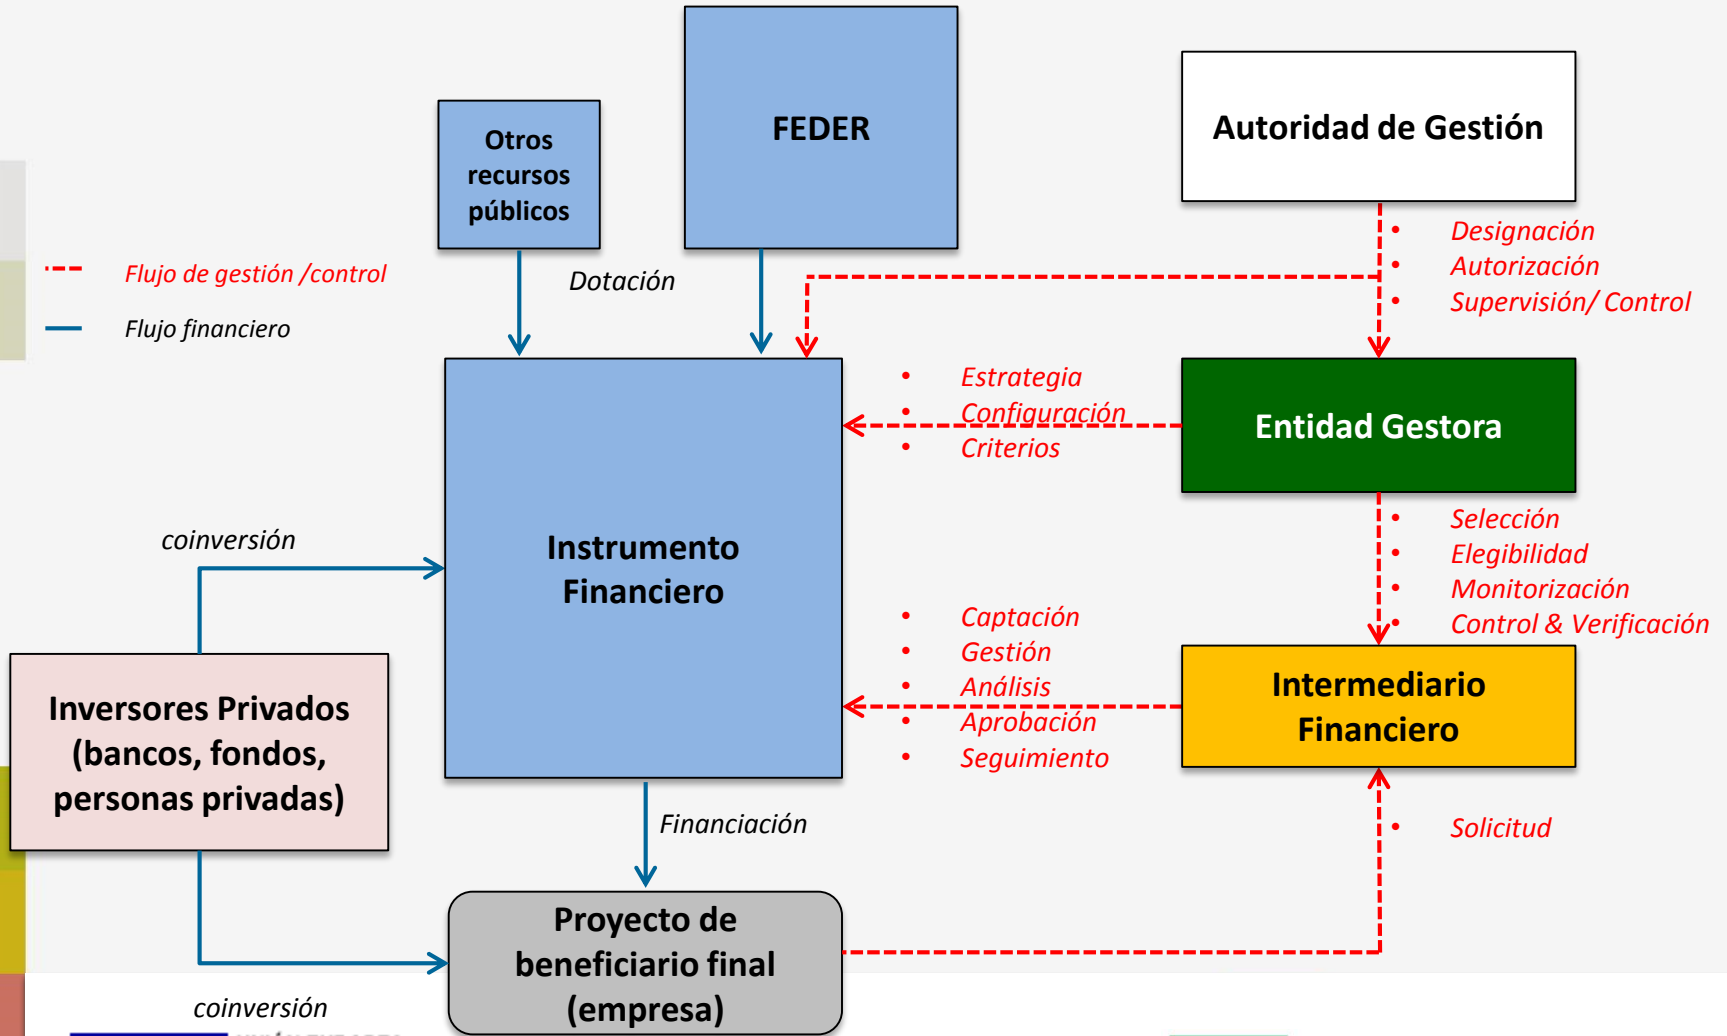 Otros
recursos
públicos
FEDER
Autoridad de Gestión
Flujo de gestión /control
Flujo financiero
Dotación
• Designación
• Autorización
• Supervisión/ Control
• Estrategia
• Configuración
• Criterios
Entidad Gestora
coinversión
Instrumento
Financiero
• Selección
• Elegibilidad
• Monitorización
• Control & Verificación
• Captación
• Gestión
• Análisis
• Aprobación
• Seguimiento
Intermediario
Financiero
Inversores Privados
(bancos, fondos,
personas privadas)
Financiación
• Solicitud
Proyecto de
beneficiario final
(empresa)
coinversión